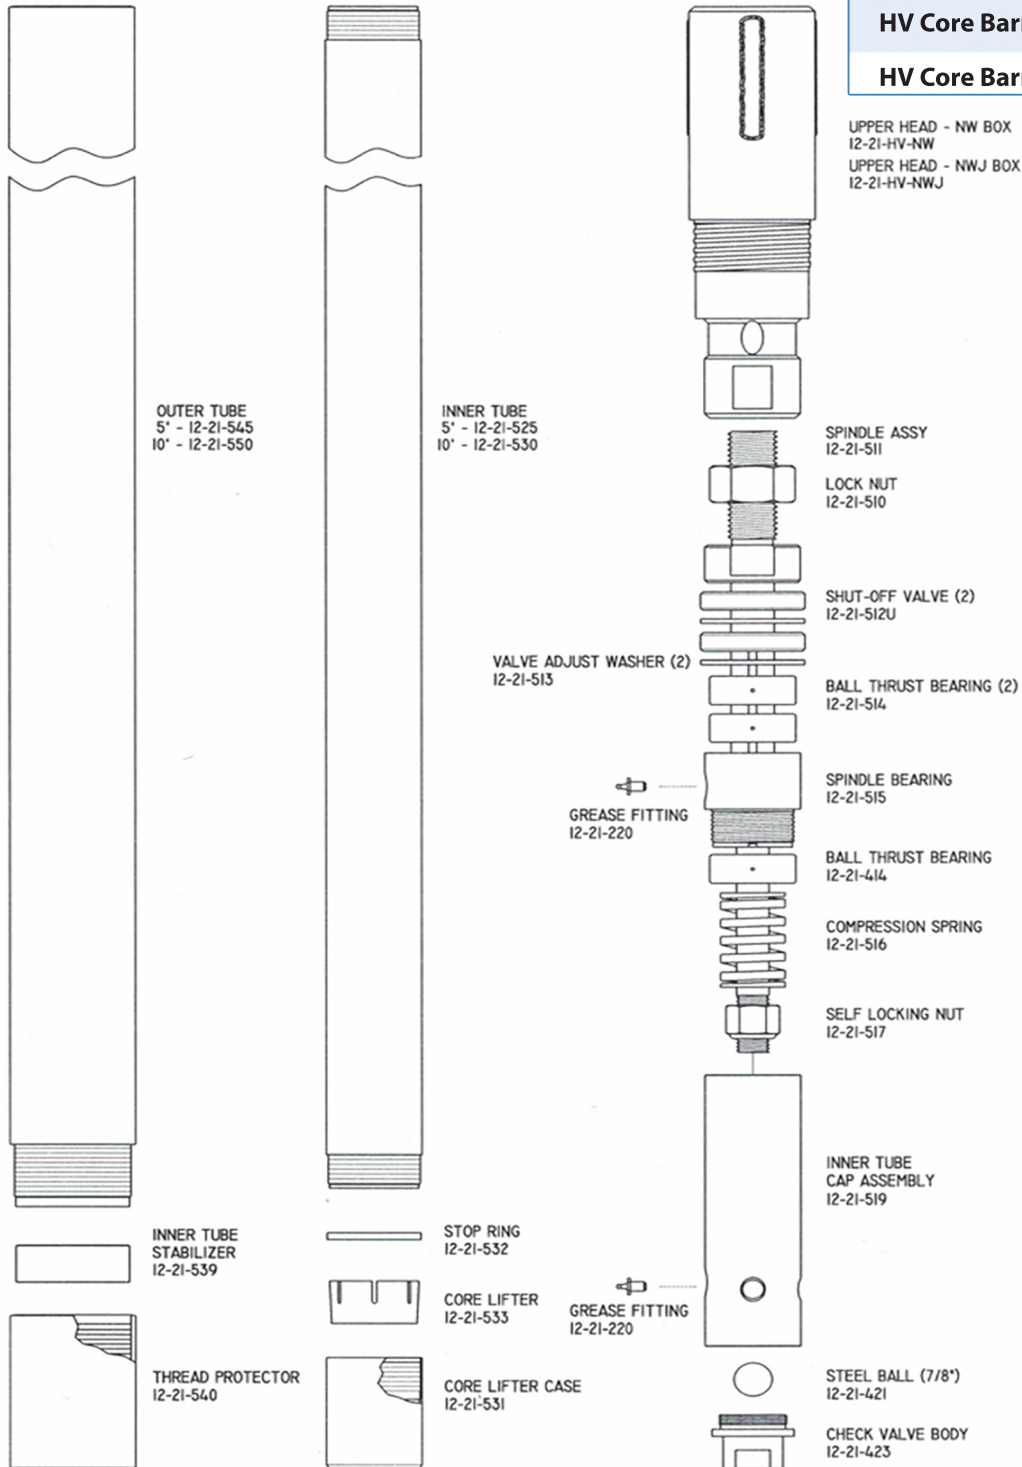 HV Core Bar
HV Core Bar
UPPER HEAD - NW BOX
12-21-HV-NW
UPPER HEAD - NWJ BOX
12-21-HV-NWJ
OUTER TUBE
5' - 12-21-545
10' - 12-21-550
INNER TUBE
5' - 12-21-525
10' - 12-21-530
SPINDLE ASSY
12-21-511
LOCK NUT
12-21-510
SHUT-OFF VALVE (2)
12-21-512U
VALVE ADJUST WASHER (2)
12-21-513
BALL THRUST BEARING (2)
12-21-514
SPINDLE BEARING
12-21-515
GREASE FITTING
12-21-220
BALL THRUST BEARING
12-21-414
COMPRESSION SPRING
12-21-516
SELF LOCKING NUT
12-21-517
INNER TUBE
CAP ASSEMBLY
12-21-519
INNER TUBE
STABILIZER
12-21-539
STOP RING
12-21-532
CORE LIFTER
12-21-533
GREASE FITTING
12-21-220
THREAD PROTECTOR
12-21-540
CORE LIFTER CASE
12-21-531
STEEL BALL (7/8")
12-21-421
CHECK VALVE BODY
12-21-423